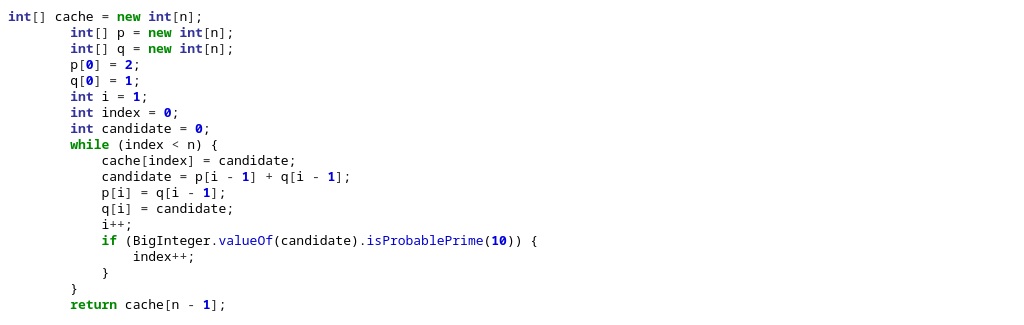 int[] cache = new int[n];
int[] p = new int[n];
int[] q = new int[n];
p[0] = 2;
q[0] = 1;
int i = 1;
int index = 0;
int candidate = 0;
while (index < n) {
cache[index] = candidate;
candidate = p[i - 1] + q[i - 1];
p[i] = q[i - 1];
q[i] = candidate;
i++;
if (BigInteger.valueOf(candidate).isProbablePrime(10)) {
index++;
}
}
return cache[n - 1];